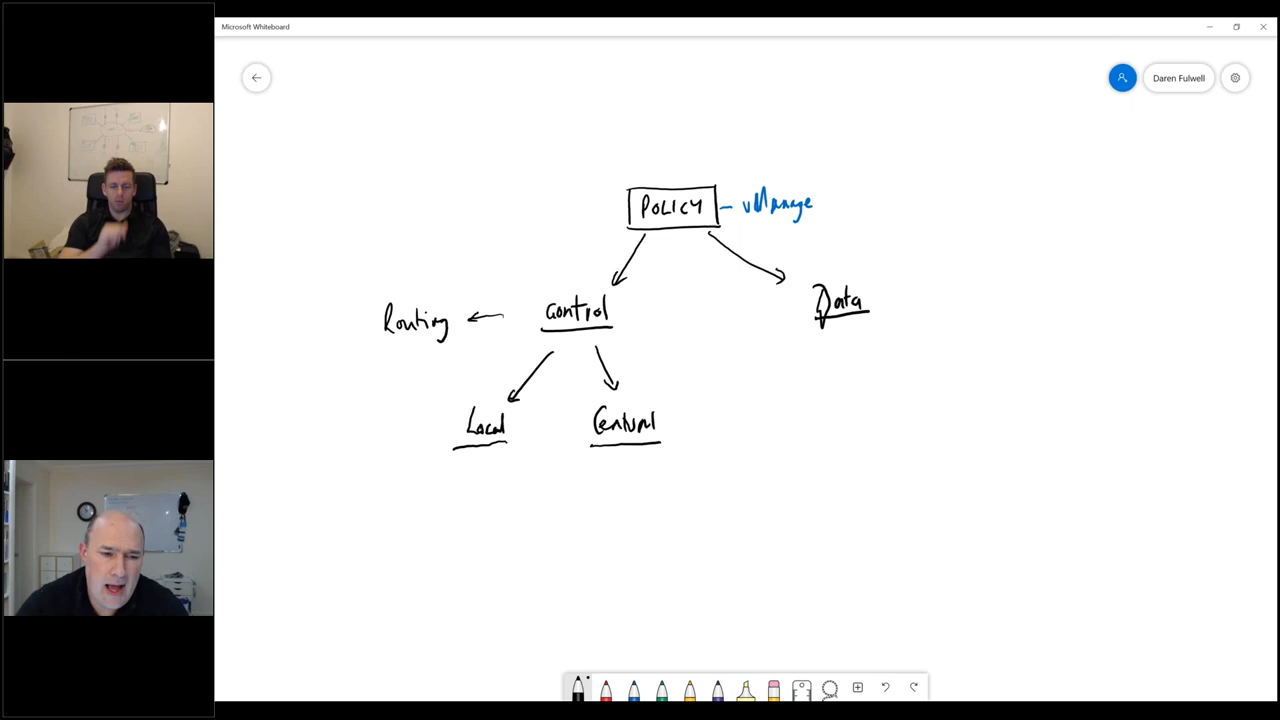 Microsoft Whiteboard
Daren Fulwell
POLICY - vManage
Routing
Control
Data
Local
Central